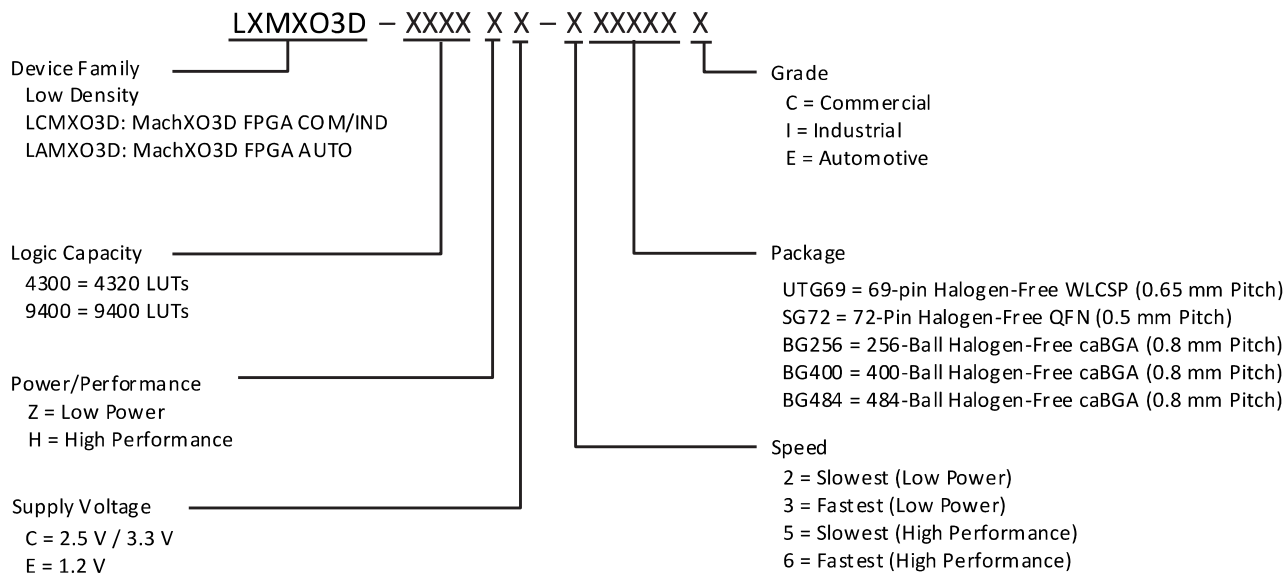 LXMXO3D – XXXX X X – X XXXXX X
Device Family
Low Density
LCMXO3D: MachXO3D FPGA COM/IND
LAMXO3D: MachXO3D FPGA AUTO
Logic Capacity
4300 = 4320 LUTs
9400 = 9400 LUTs
Power/Performance
Z = Low Power
H = High Performance
Supply Voltage
C = 2.5 V / 3.3 V
E = 1.2 V
Grade
C = Commercial
I = Industrial
E = Automotive
Package
UTG69 = 69-pin Halogen-Free WLCSP (0.65 mm Pitch)
SG72 = 72-Pin Halogen-Free QFN (0.5 mm Pitch)
BG256 = 256-Ball Halogen-Free caBGA (0.8 mm Pitch)
BG400 = 400-Ball Halogen-Free caBGA (0.8 mm Pitch)
BG484 = 484-Ball Halogen-Free caBGA (0.8 mm Pitch)
Speed
2 = Slowest (Low Power)
3 = Fastest (Low Power)
5 = Slowest (High Performance)
6 = Fastest (High Performance)